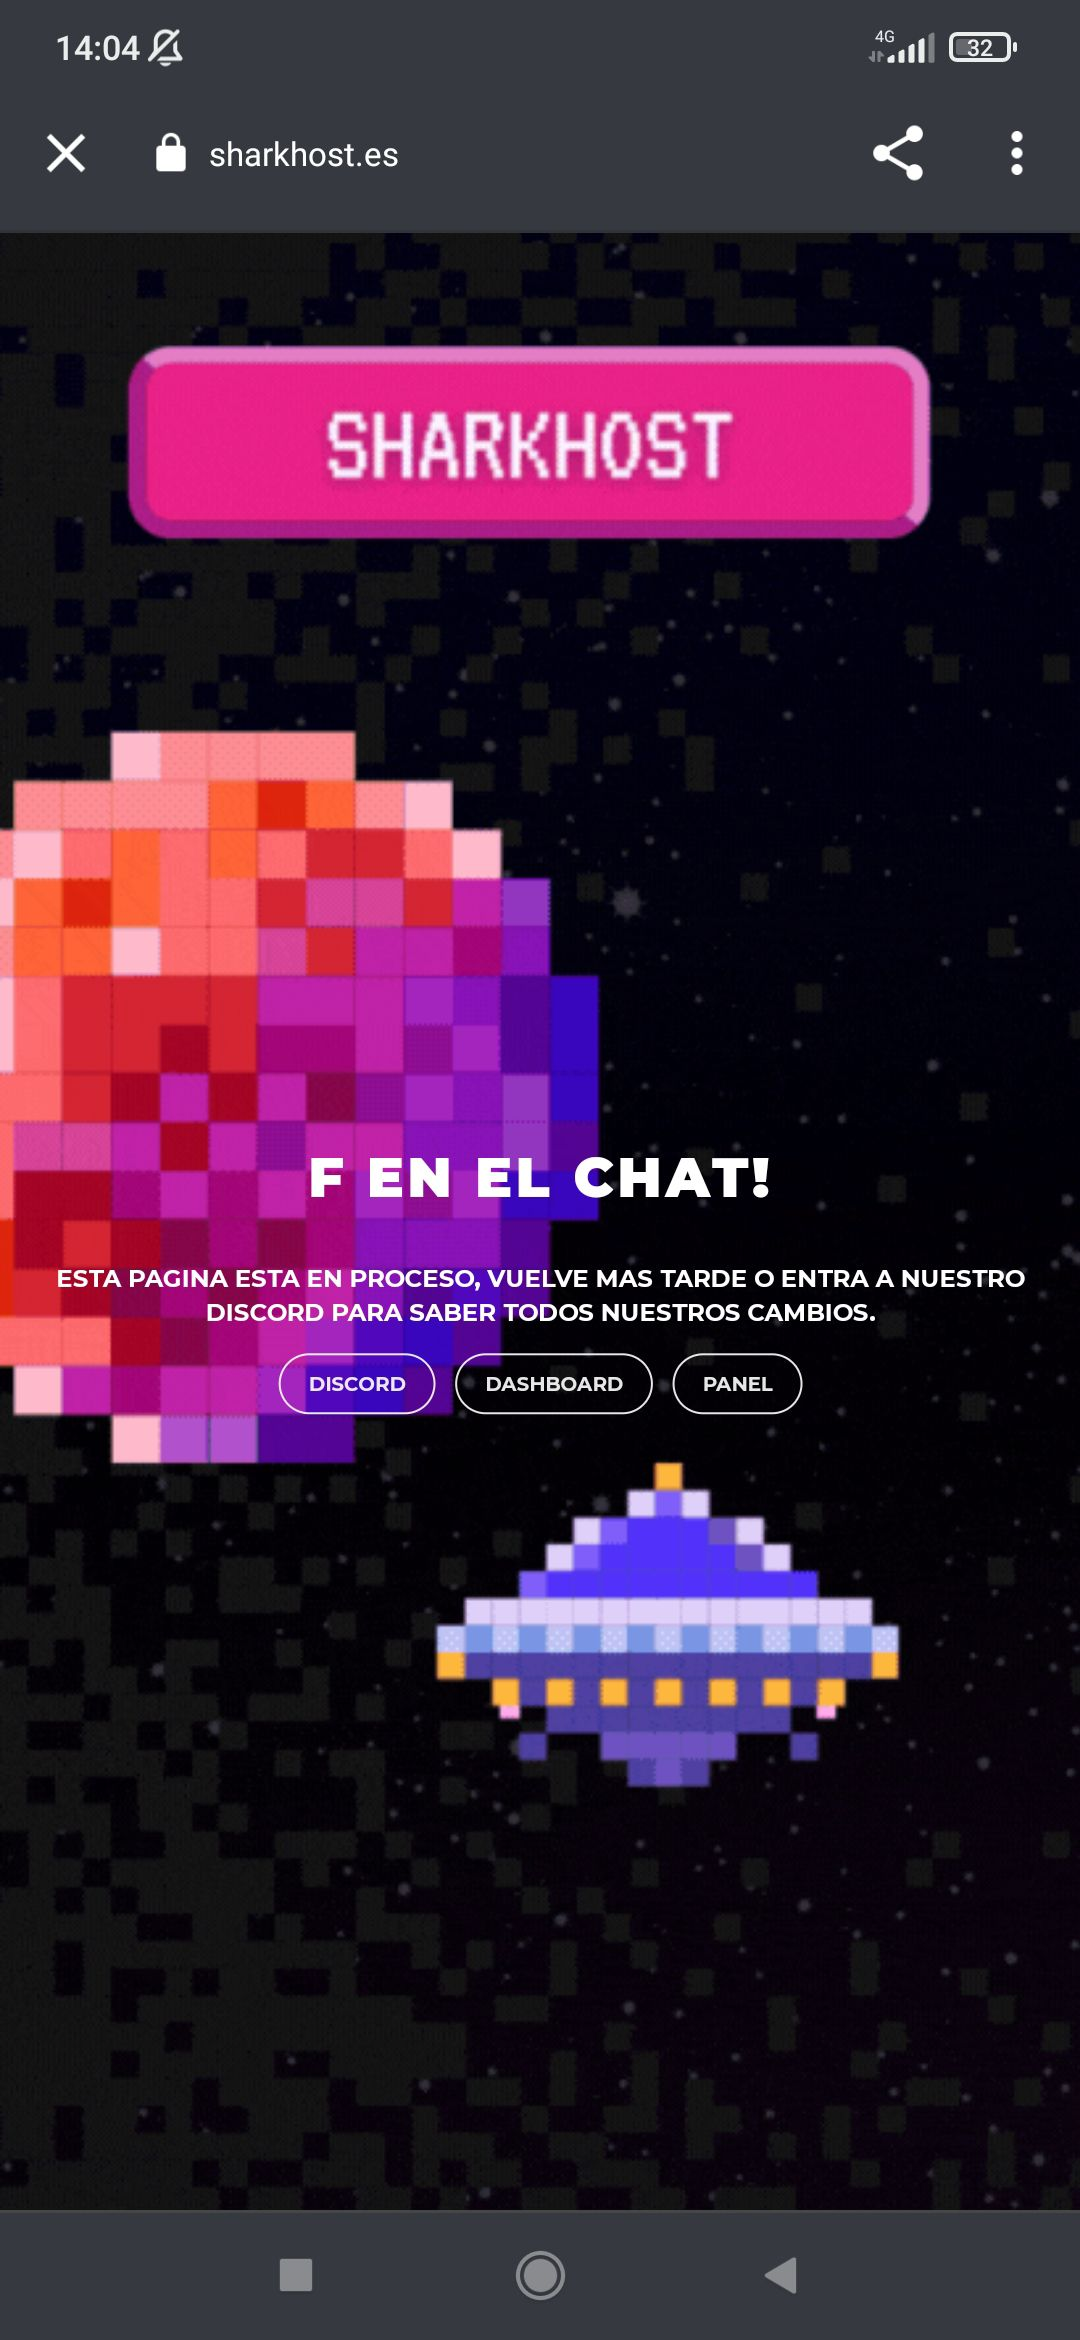 14:04
4G
32
sharkhost.es
SHARKHOST
F EN EL CHAT!
ESTA PAGINA ESTA EN PROCESO, VUELVE MAS TARDE O ENTRA A NUESTRO
DISCORD PARA SABER TODOS NUESTROS CAMBIOS.
DISCORD DASHBOARD PANEL